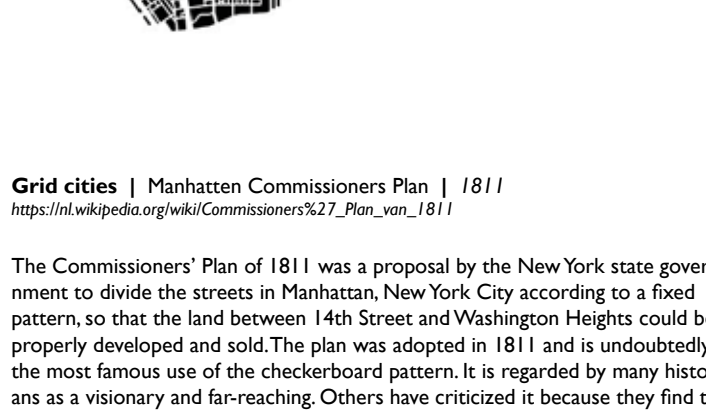 Grid cities | Manhatten Commissioners Plan | 1811
https://nl.wikipedia.org/wiki/Commissioners%27_Plan_van_1811
The Commissioners’ Plan of 1811 was a proposal by the New York state gover
nment to divide the streets in Manhattan, New York City according to a fixed
pattern, so that the land between 14th Street and Washington Heights could be
properly developed and sold. The plan was adopted in 1811 and is undoubtedly
the most famous use of the checkerboard pattern. It is regarded by many histo
ans as a visionary and far-reaching. Others have criticized it because they find